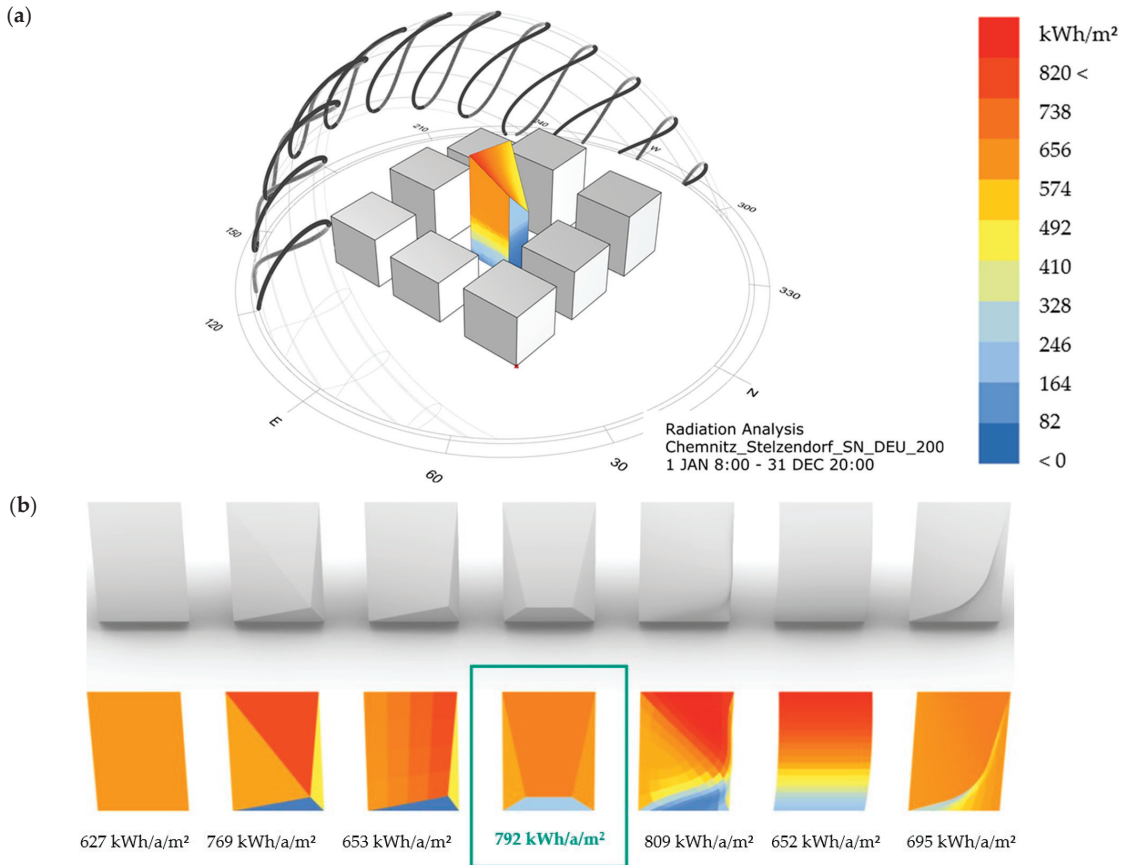 (a)
kWh/m²
820 <
738
656
574
492
410
328
246
164
82
< 0
210
240
W
300
150
330
120
E
N
60
30
Radiation Analysis
Chemnitz_Stelzendorf_SN_DEU_200
1 JAN 8:00 - 31 DEC 20:00
(b)
627 kWh/a/m²
769 kWh/a/m²
653 kWh/a/m²
792 kWh/a/m²
809 kWh/a/m²
652 kWh/a/m²
695 kWh/a/m²